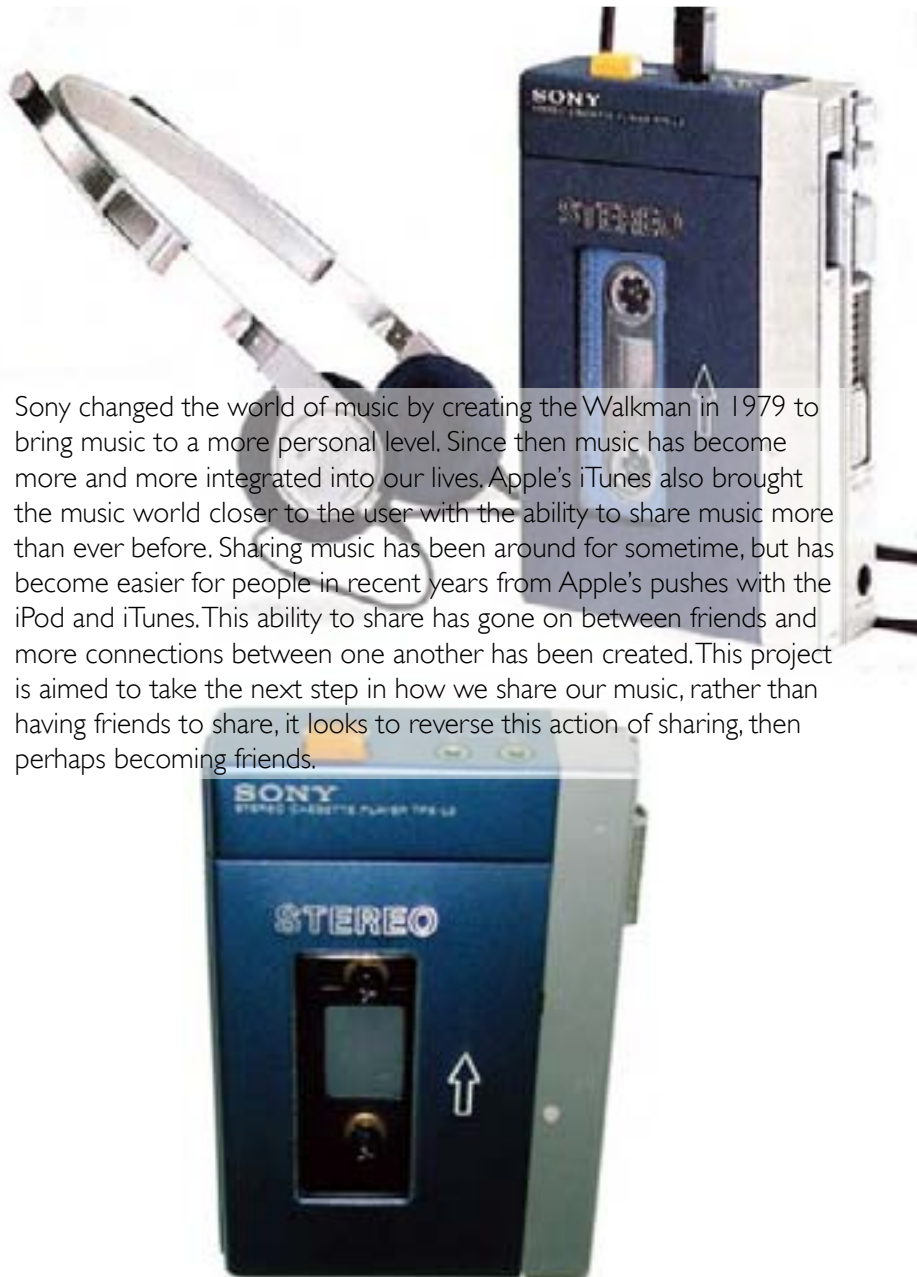 SONY
STEREO
Sony changed the world of music by creating the Walkman in 1979 to
bring music to a more personal level. Since then music has become
more and more integrated into our lives. Apple's iTunes also brought
the music world closer to the user with the ability to share music more
than ever before. Sharing music has been around for sometime, but has
become easier for people in recent years from Apple's pushes with the
iPod and iTunes. This ability to share has gone on between friends and
more connections between one another has been created. This project
is aimed to take the next step in how we share our music, rather than
having friends to share, it looks to reverse this action of sharing, then
perhaps becoming friends.
SONY
STEREO CASSETTE PLAYER TPS-L2
STEREO